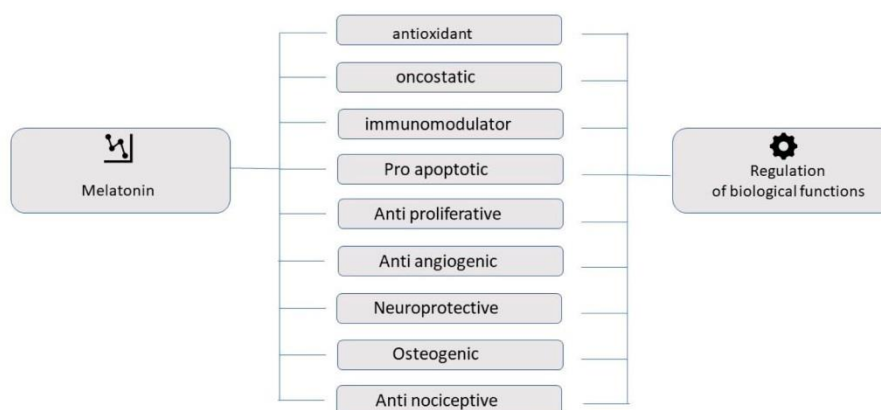 antioxidant
oncostatic
immunomodulator
Melatonin
Pro apoptotic
Regulation
of biological functions
Anti proliferative
Anti angiogenic
Neuroprotective
Osteogenic
Anti nociceptive